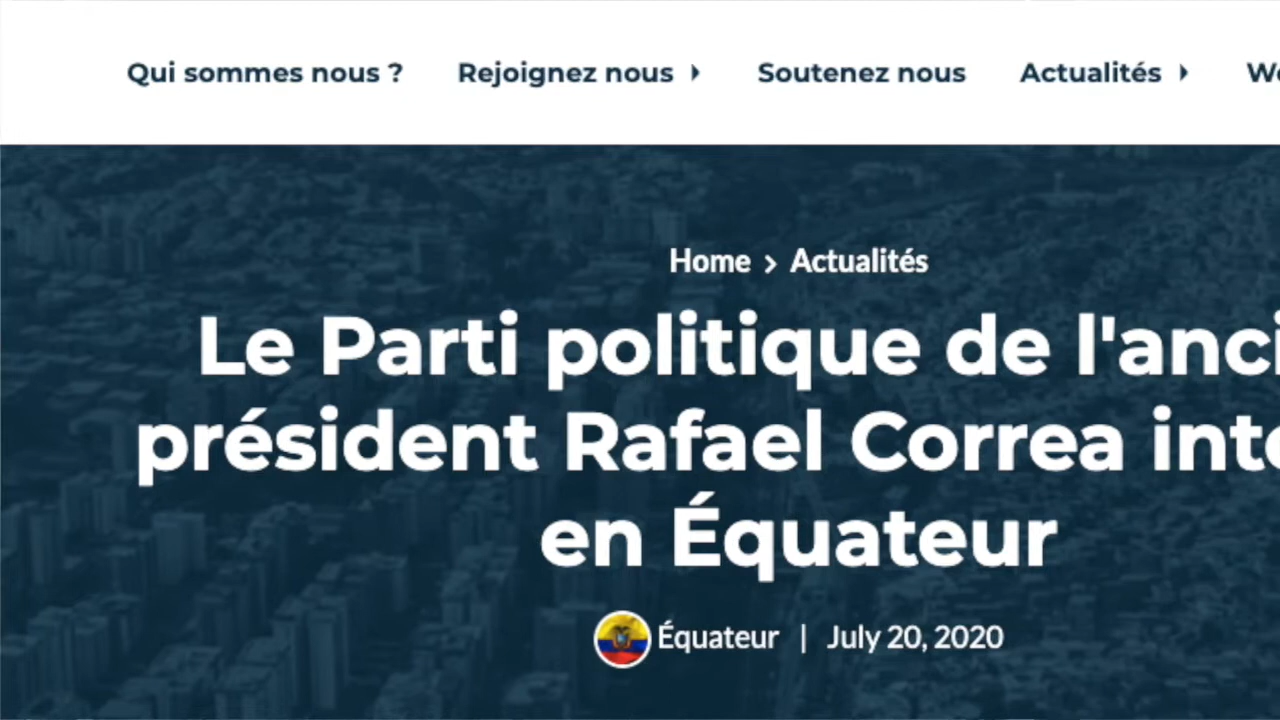 Qui sommes nous ? Rejoignez nous Soutenez nous Actualités
Home > Actualités
Le Parti politique de l'anci
président Rafael Correa int
en Équateur
Équateur | July 20, 2020